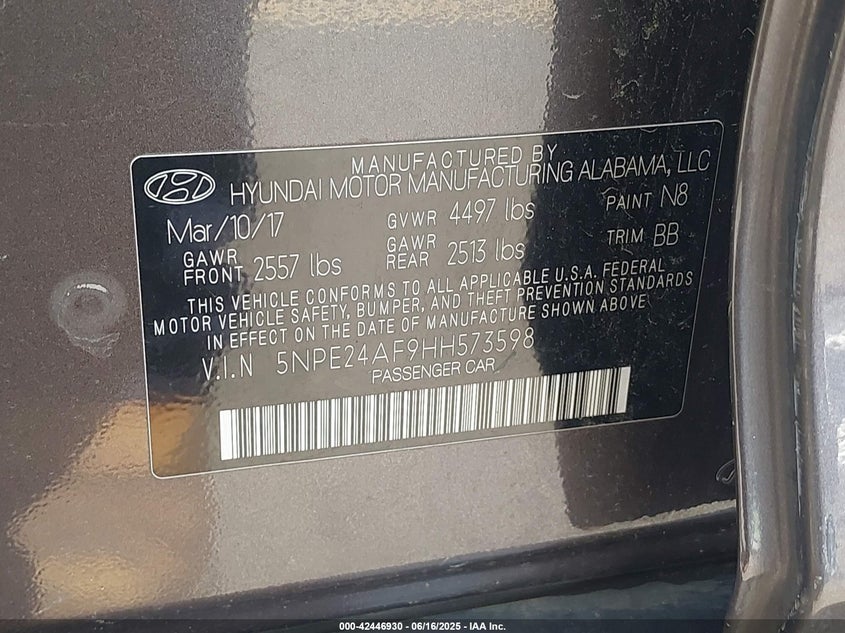 MANUFACTURED BY
HYUNDAI MOTOR MANUFACTURING ALABAMA, LLC
Mar/10/17 GVWR 4497 lbs PAINT N8
GAWR FRONT 2557 lbs GAWR REAR 2513 lbs TRIM BB
THIS VEHICLE CONFORMS TO ALL APPLICABLE U.S.A. FEDERAL
MOTOR VEHICLE SAFETY, BUMPER, AND THEFT PREVENTION STANDARDS
IN EFFECT ON THE DATE OF MANUFACTURE SHOWN ABOVE.
V.I.N 5NPE24AF9HH573598
PASSENGER CAR
000-42446930 - 06/16/2025 - IAA Inc.